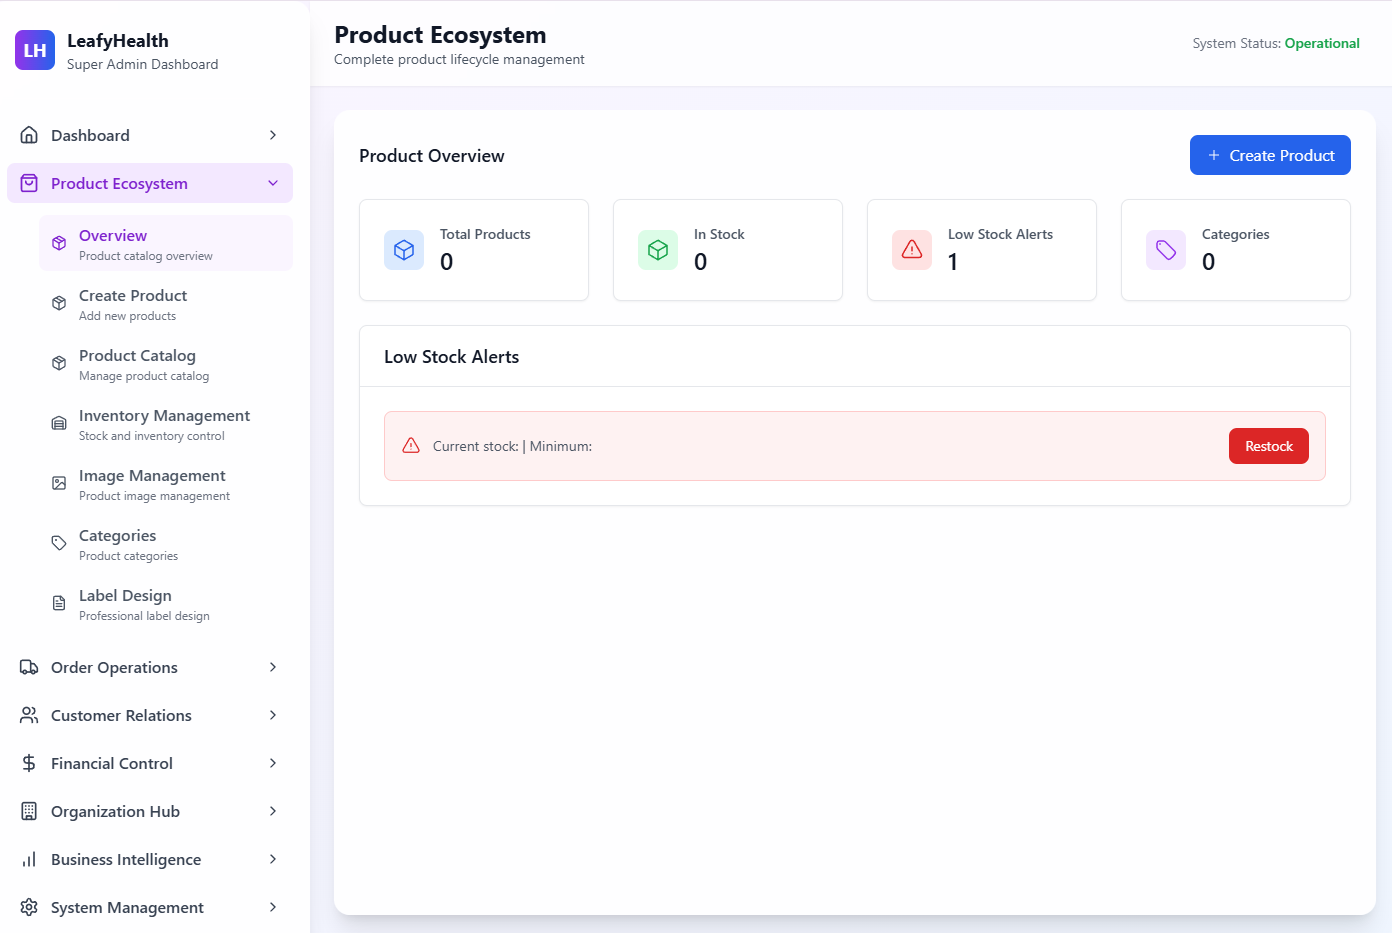 LH
LeafyHealth
Super Admin Dashboard
Dashboard
Product Ecosystem
Overview
Product catalog overview
Create Product
Add new products
Product Catalog
Manage product catalog
Inventory Management
Stock and inventory control
Image Management
Product image management
Categories
Product categories
Label Design
Professional label design
Order Operations
Customer Relations
Financial Control
Organization Hub
Business Intelligence
System Management
Product Ecosystem
Complete product lifecycle management
System Status: Operational
Product Overview
+ Create Product
Total Products
0
In Stock
0
Low Stock Alerts
1
Categories
0
Low Stock Alerts
Current stock: | Minimum:
Restock